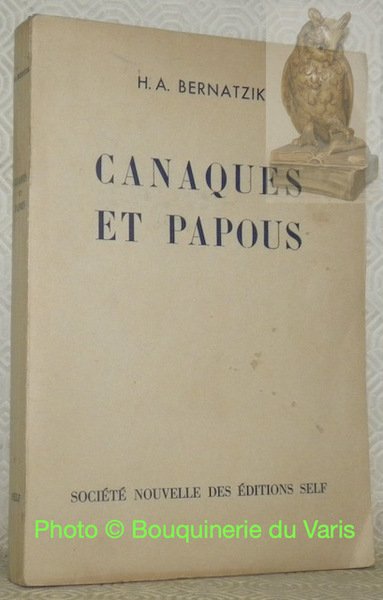 H. A. BERNATZIK
CANAQUES
ET PAPOUS
SOCIÉTÉ NOUVELLE DES ÉDITIONS SELF
Photo © Bouquinerie du Varis